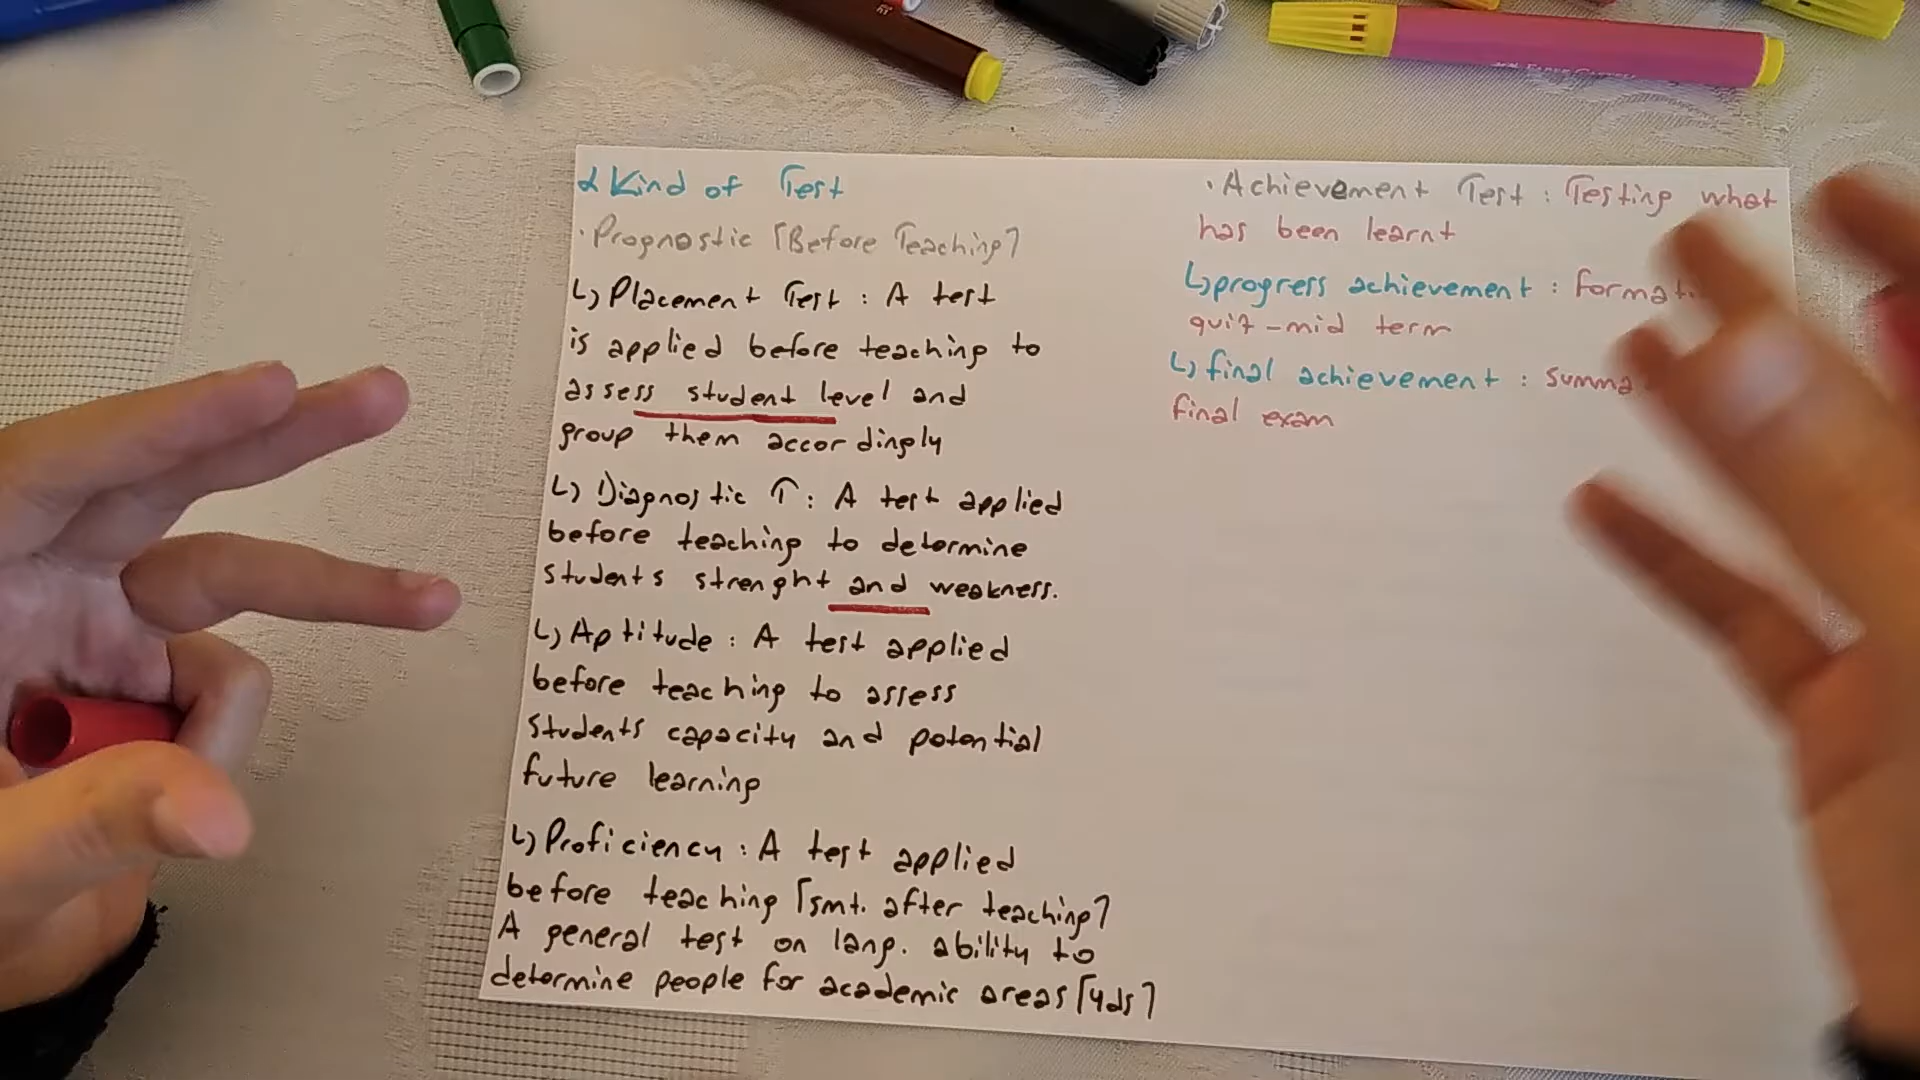 2 Kind of Test
· Prognostic [Before Teaching]
↳ Placement Test : A test
is applied before teaching to
assess student level and
group them accordingly
↳ Diagnostic T : A test applied
before teaching to determine
students strenght and weakness.
↳ Aptitude : A test applied
before teaching to assess
students capacity and potential
future learning
↳ Proficiency : A test applied
before teaching [smt. after teaching]
A general test on lang. ability to
determine people for academic areas [yds]
· Achievement Test : Testing what
has been learnt
↳ progress achievement :
quiz - mid term
↳ final achievement :
final exam